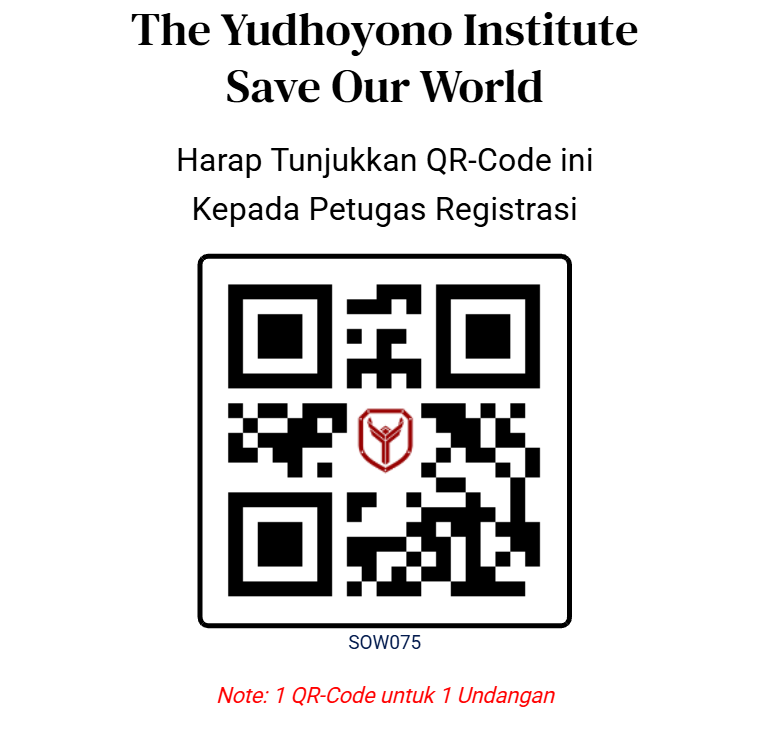 The Yudhoyono Institute
Save Our World
Harap Tunjukkan QR-Code ini
Kepada Petugas Registrasi
SOW075
Note: 1 QR-Code untuk 1 Undangan